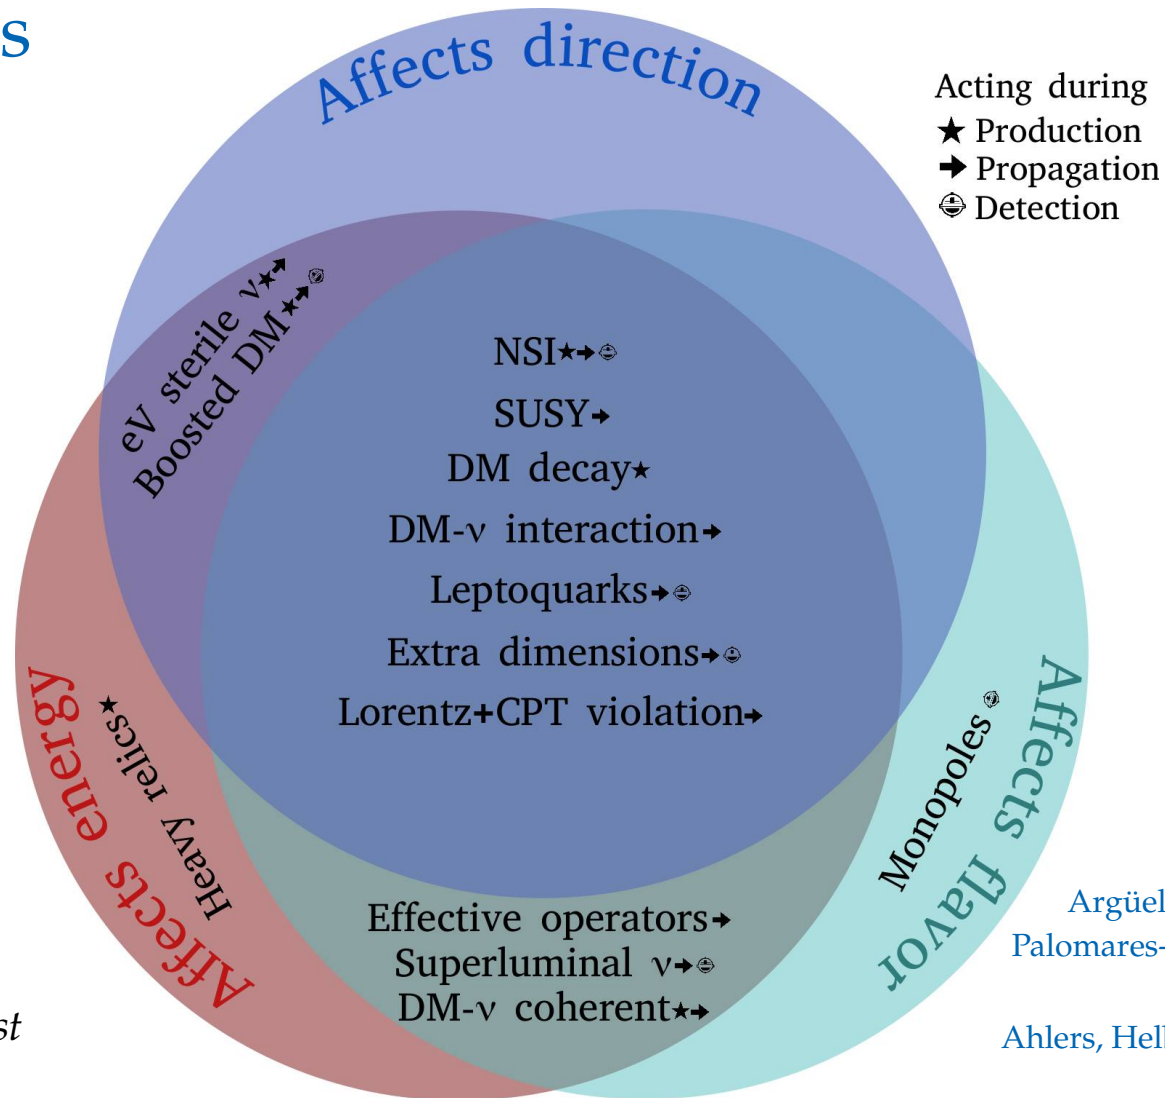 s
Affects direction
Acting during
★ Production
➔ Propagation
Detection
eV sterile ν★➔
Boosted DM★➔
NSI★➔
SUSY➔
DM decay★
DM-ν interaction➔
Leptoquarks➔
Extra dimensions➔
Lorentz+CPT violation➔
Affects energy
Heavy relics★
Monopoles
Affects flavor
Effective operators➔
Superluminal ν➔
DM-ν coherent★➔
Argüel
Palomares-
st
Ahlers, Hell